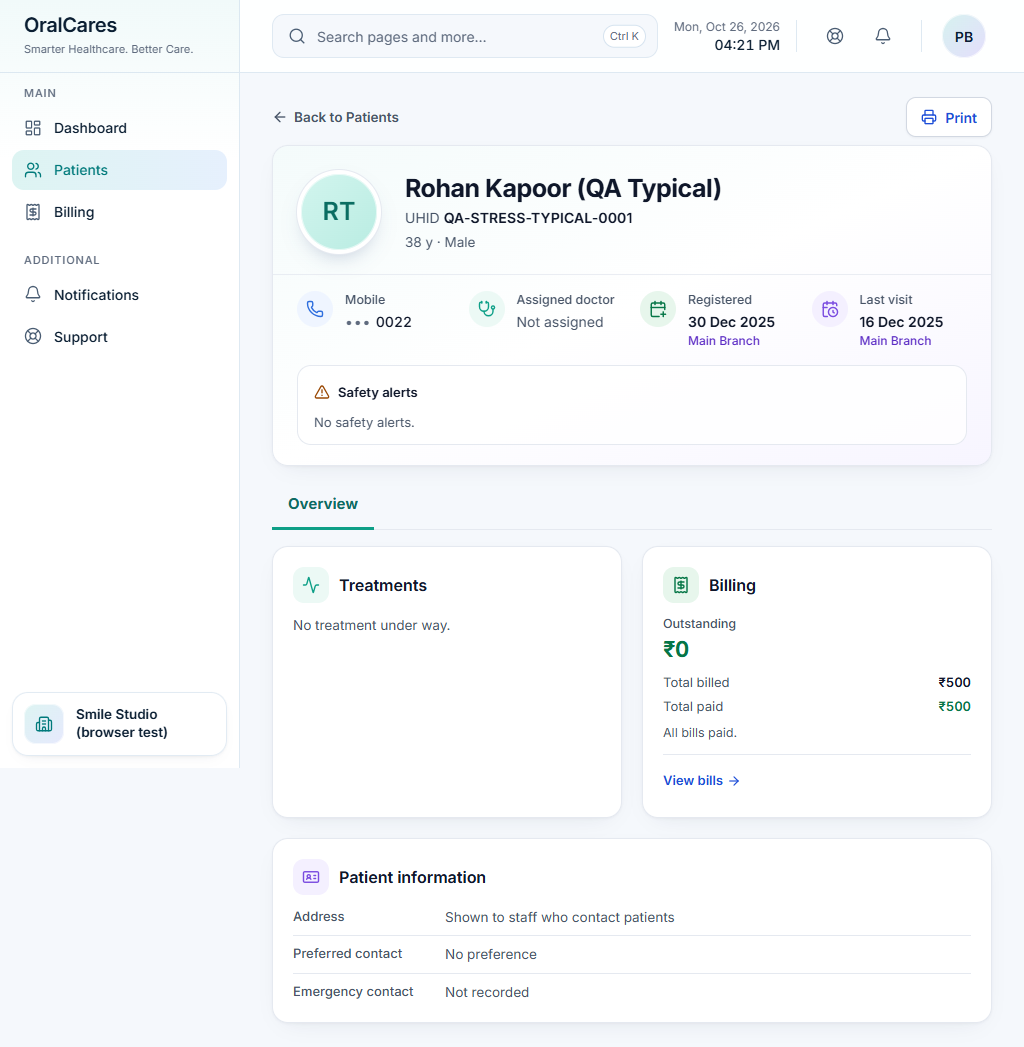 OralCares
Smarter Healthcare. Better Care.
Search pages and more...
Ctrl K
Mon, Oct 26, 2026
04:21 PM
PB
MAIN
Dashboard
Patients
Billing
ADDITIONAL
Notifications
Support
Smile Studio
(browser test)
Back to Patients
Print
RT
Rohan Kapoor (QA Typical)
UHID QA-STRESS-TYPICAL-0001
38 y · Male
Mobile
••• 0022
Assigned doctor
Not assigned
Registered
30 Dec 2025
Main Branch
Last visit
16 Dec 2025
Main Branch
Safety alerts
No safety alerts.
Overview
Treatments
No treatment under way.
Billing
Outstanding
₹0
Total billed ₹500
Total paid ₹500
All bills paid.
View bills →
Patient information
Address Shown to staff who contact patients
Preferred contact No preference
Emergency contact Not recorded